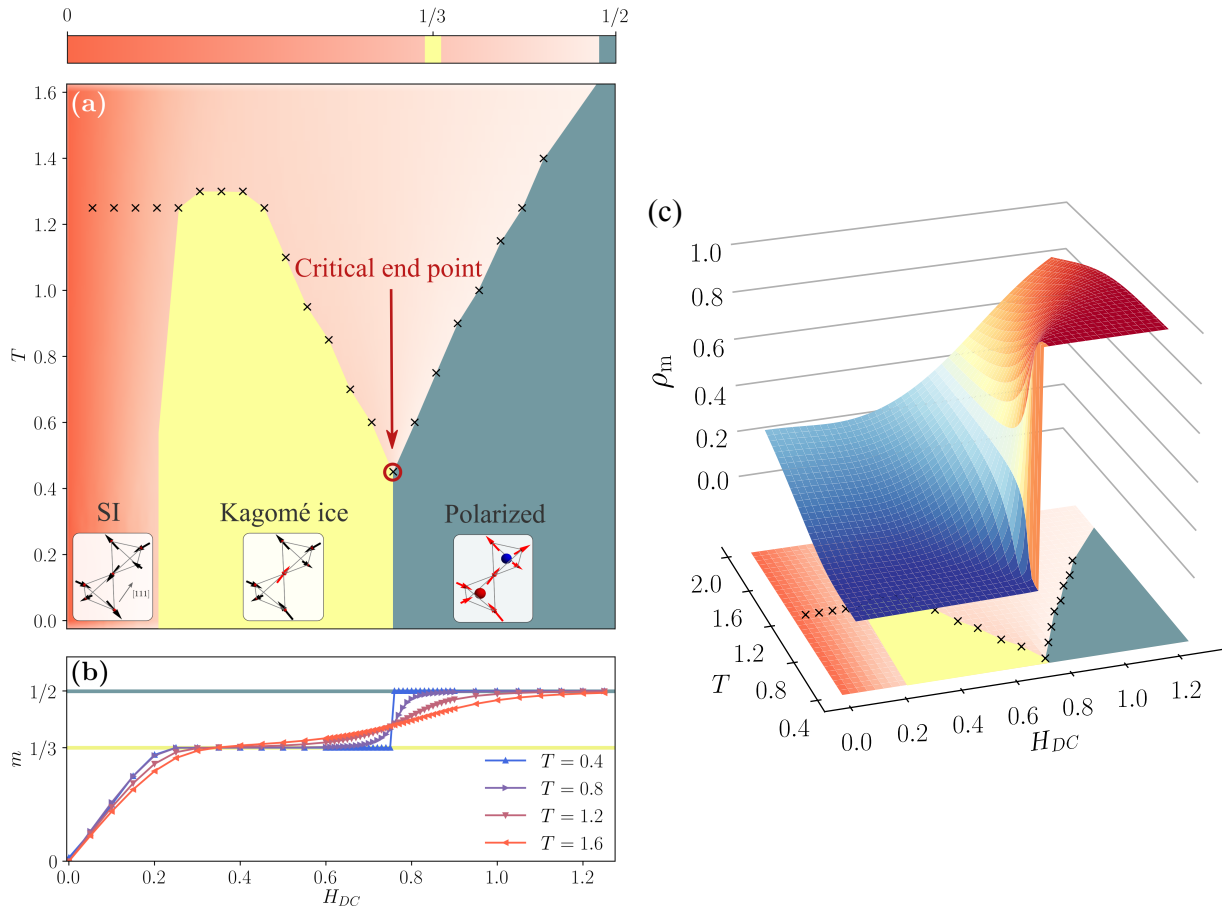 0 1/3 1/2
(a)
1.6
1.4
1.2
1.0
0.8
0.6
0.4
0.2
0.0
T
Critical end point
SI Kagomé ice Polarized
[111]
(b)
1/2
1/3
0
m
T = 0.4
T = 0.8
T = 1.2
T = 1.6
0.0 0.2 0.4 0.6 0.8 1.0 1.2
H_{DC}
(c)
1.0
0.8
0.6
0.4
0.2
0.0
ρ_m
2.0
1.6
1.2
0.8
0.4
T
0.0 0.2 0.4 0.6 0.8 1.0 1.2
H_{DC}